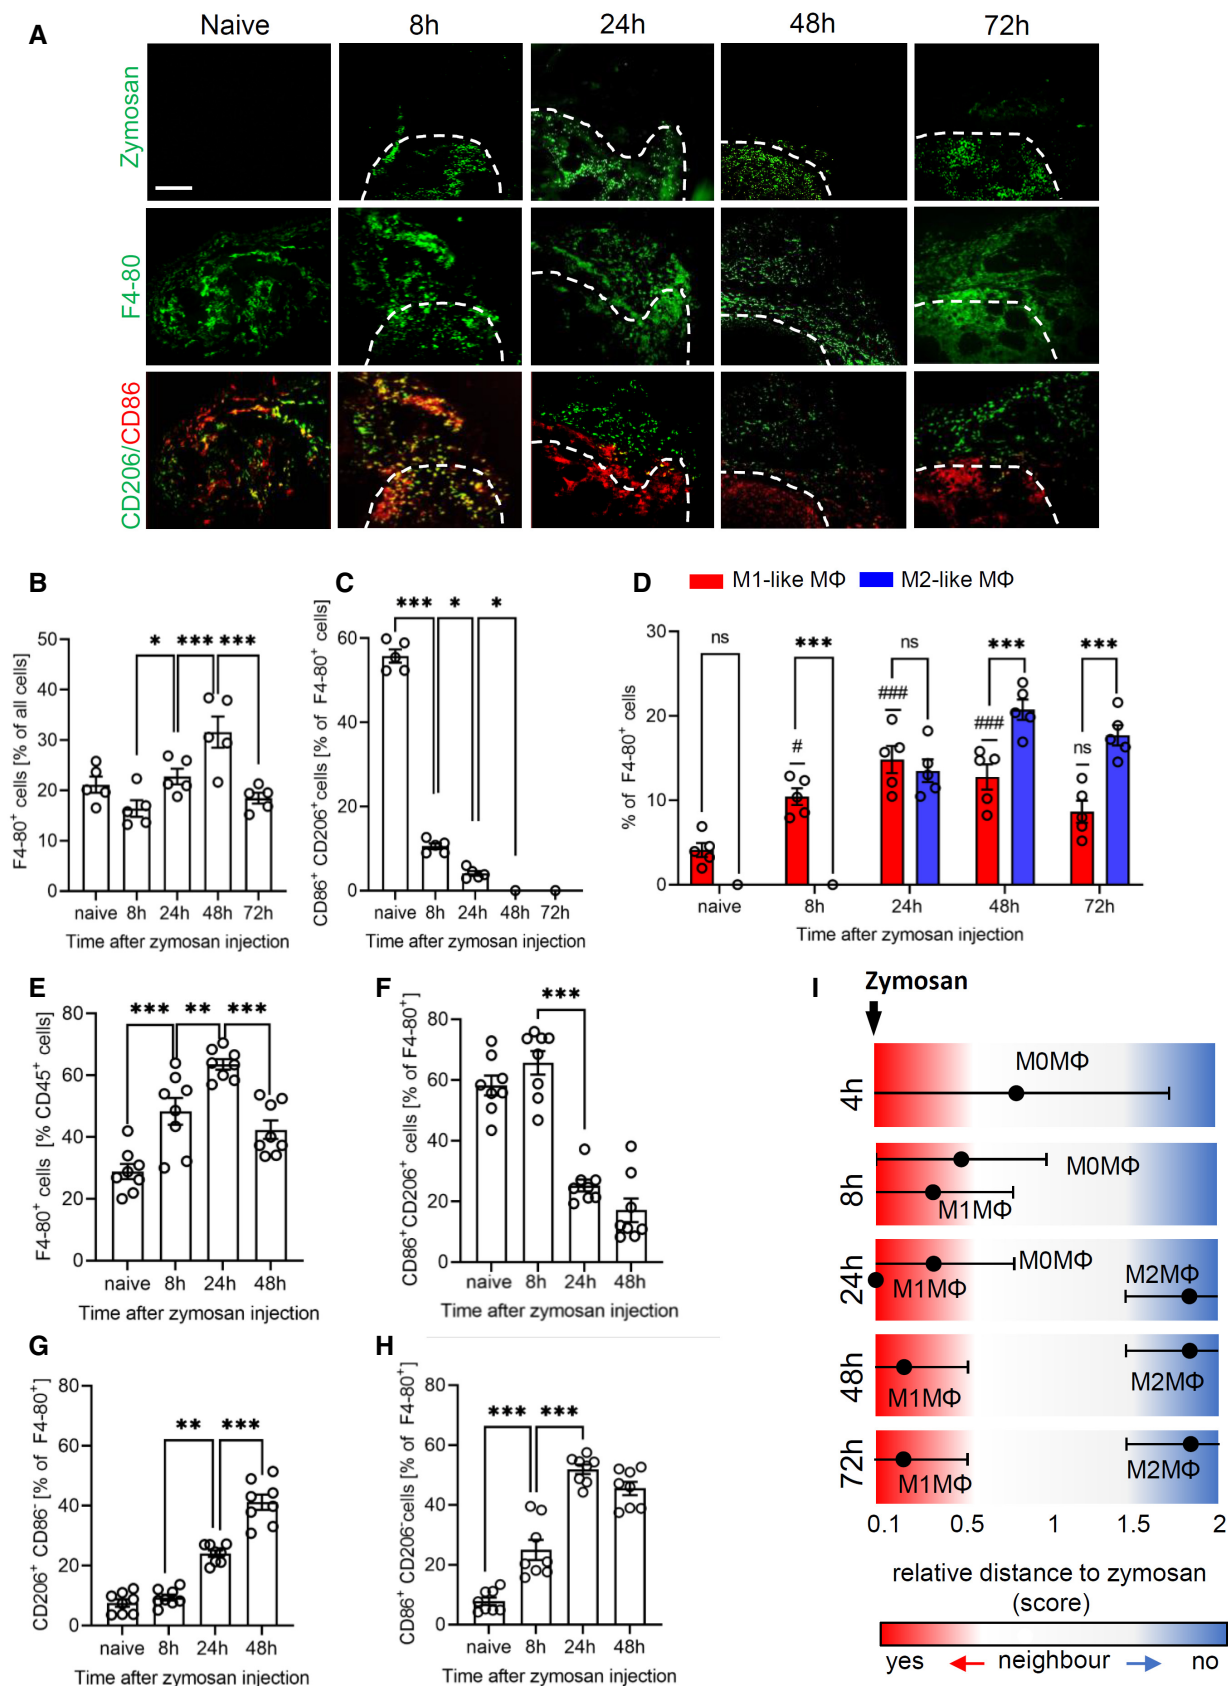 A
Naive 8h 24h 48h 72h
Zymosan
F4-80
CD206/CD86
B
F4-80+ cells [% of all cells]
50
40
30
20
10
0
* *** ***
naive 8h 24h 48h 72h
Time after zymosan injection
C
CD86+ CD206+cells [% of F4-80+ cells]
60
40
20
0
*** * *
naive 8h 24h 48h 72h
Time after zymosan injection
D
M1-like MΦ M2-like MΦ
% of F4-80+ cells
30
20
10
0
ns *** ns *** ***
# ### ### ns
naive 8h 24h 48h 72h
Time after zymosan injection
E
F4-80+ cells [% CD45+ cells]
80
60
40
20
0
*** ** ***
naive 8h 24h 48h
Time after zymosan injection
F
CD86+CD206+ cells [% of F4-80+]
80
60
40
20
0
***
naive 8h 24h 48h
Time after zymosan injection
G
CD206+ CD86- [% of F4-80+]
80
60
40
20
0
** ***
naive 8h 24h 48h
Time after zymosan injection
H
CD86+ CD206-cells [% of F4-80+]
80
60
40
20
0
*** ***
naive 8h 24h 48h
Time after zymosan injection
I
Zymosan
4h
M0MΦ
8h
M0MΦ
M1MΦ
24h
M0MΦ
M1MΦ
M2MΦ
48h
M1MΦ
M2MΦ
72h
M1MΦ
M2MΦ
0.1 0.5 1 1.5 2
relative distance to zymosan
(score)
yes neighbour no